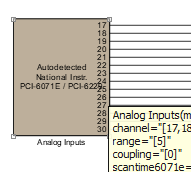 17
18
19
20
21
22
23
24
25
26
27
28
29
30
Autodetected
National Instr.
PCI-6071E / PCI-622
Analog Inputs
Analog Inputs(m
channel="[17,18
range="[5]
coupling="[0]"
scantime6071e=